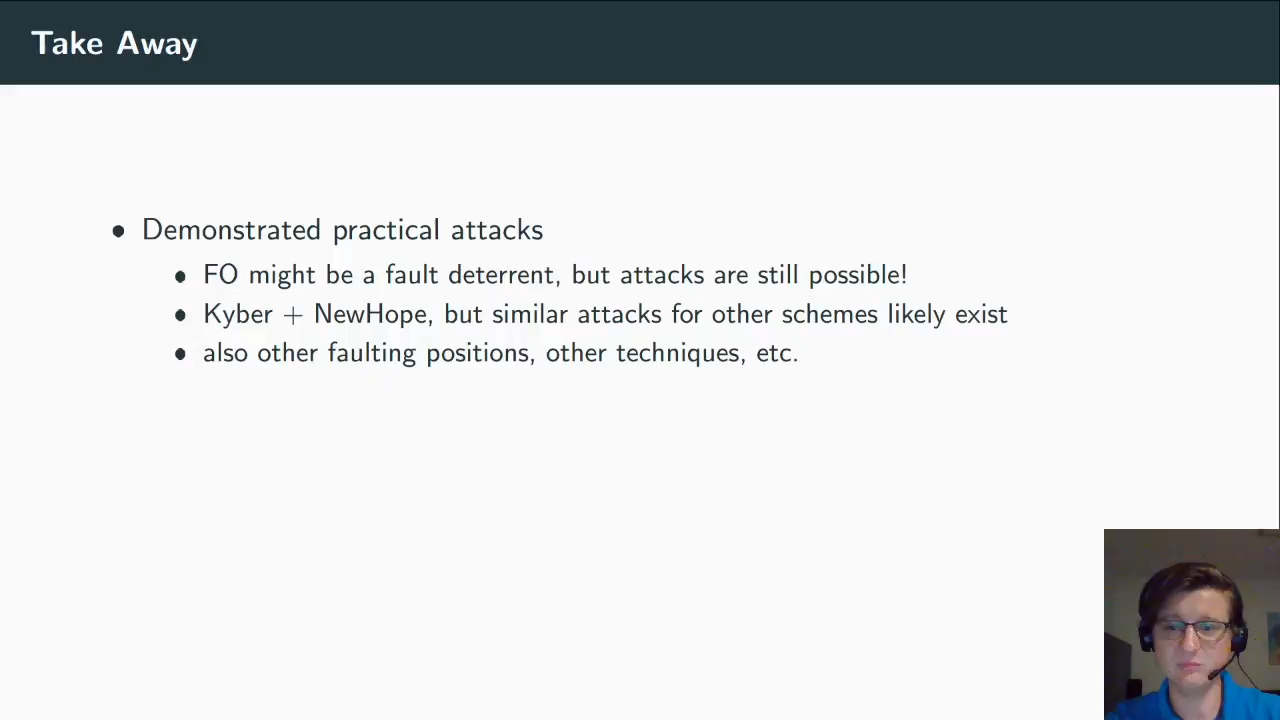 Take Away
• Demonstrated practical attacks
• FO might be a fault deterrent, but attacks are still possible!
• Kyber + NewHope, but similar attacks for other schemes likely exist
• also other faulting positions, other techniques, etc.